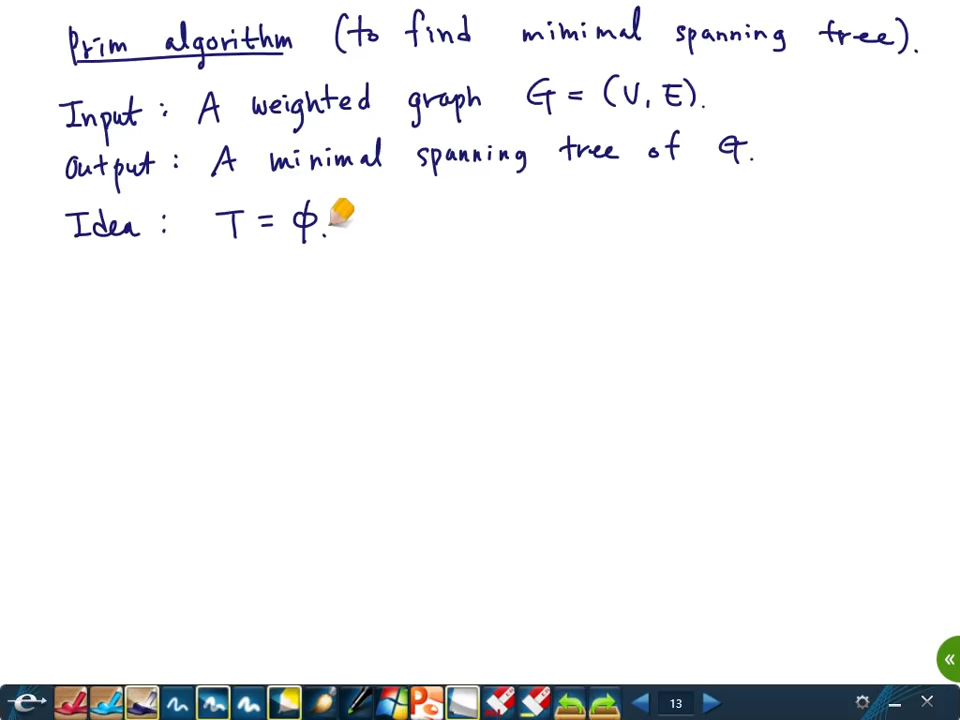 Prim algorithm (to find mimimal spanning tree).
Input : A weighted graph G = (V, E).
Output : A minimal spanning tree of G.
Idea : T = φ.
13